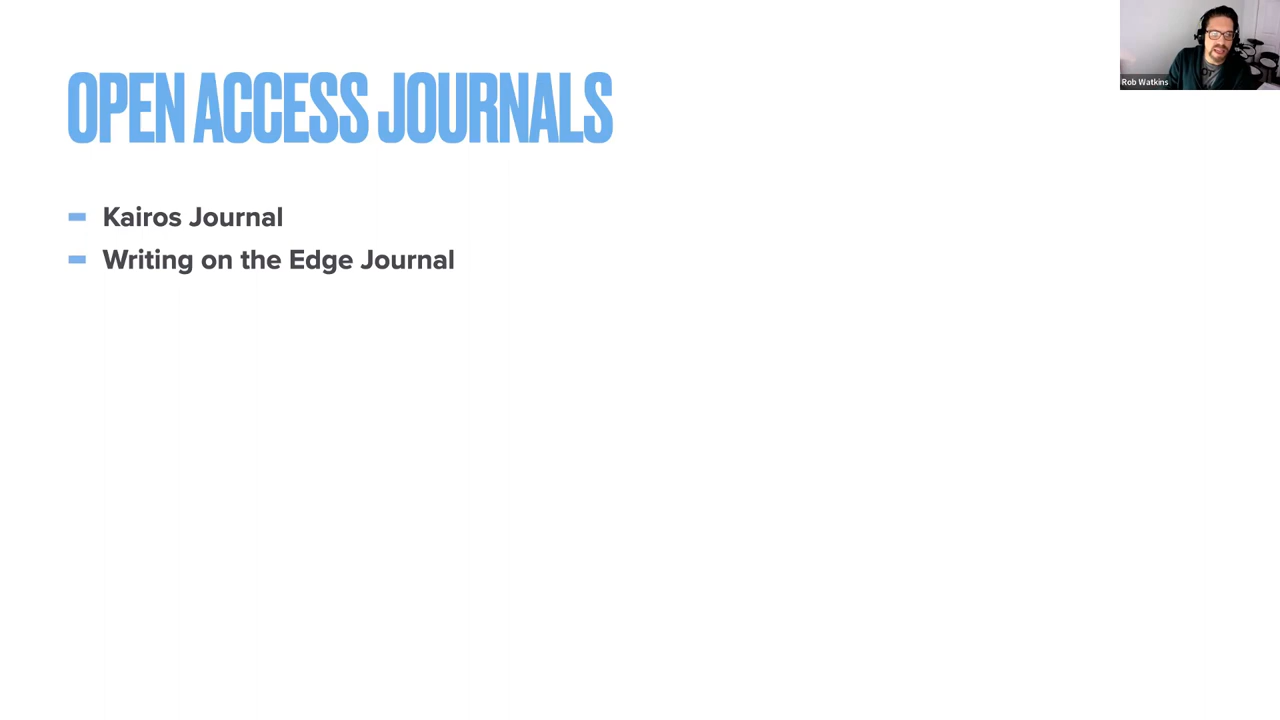 OPEN ACCESS JOURNALS
Kairos Journal
Writing on the Edge Journal
Rob Watkins